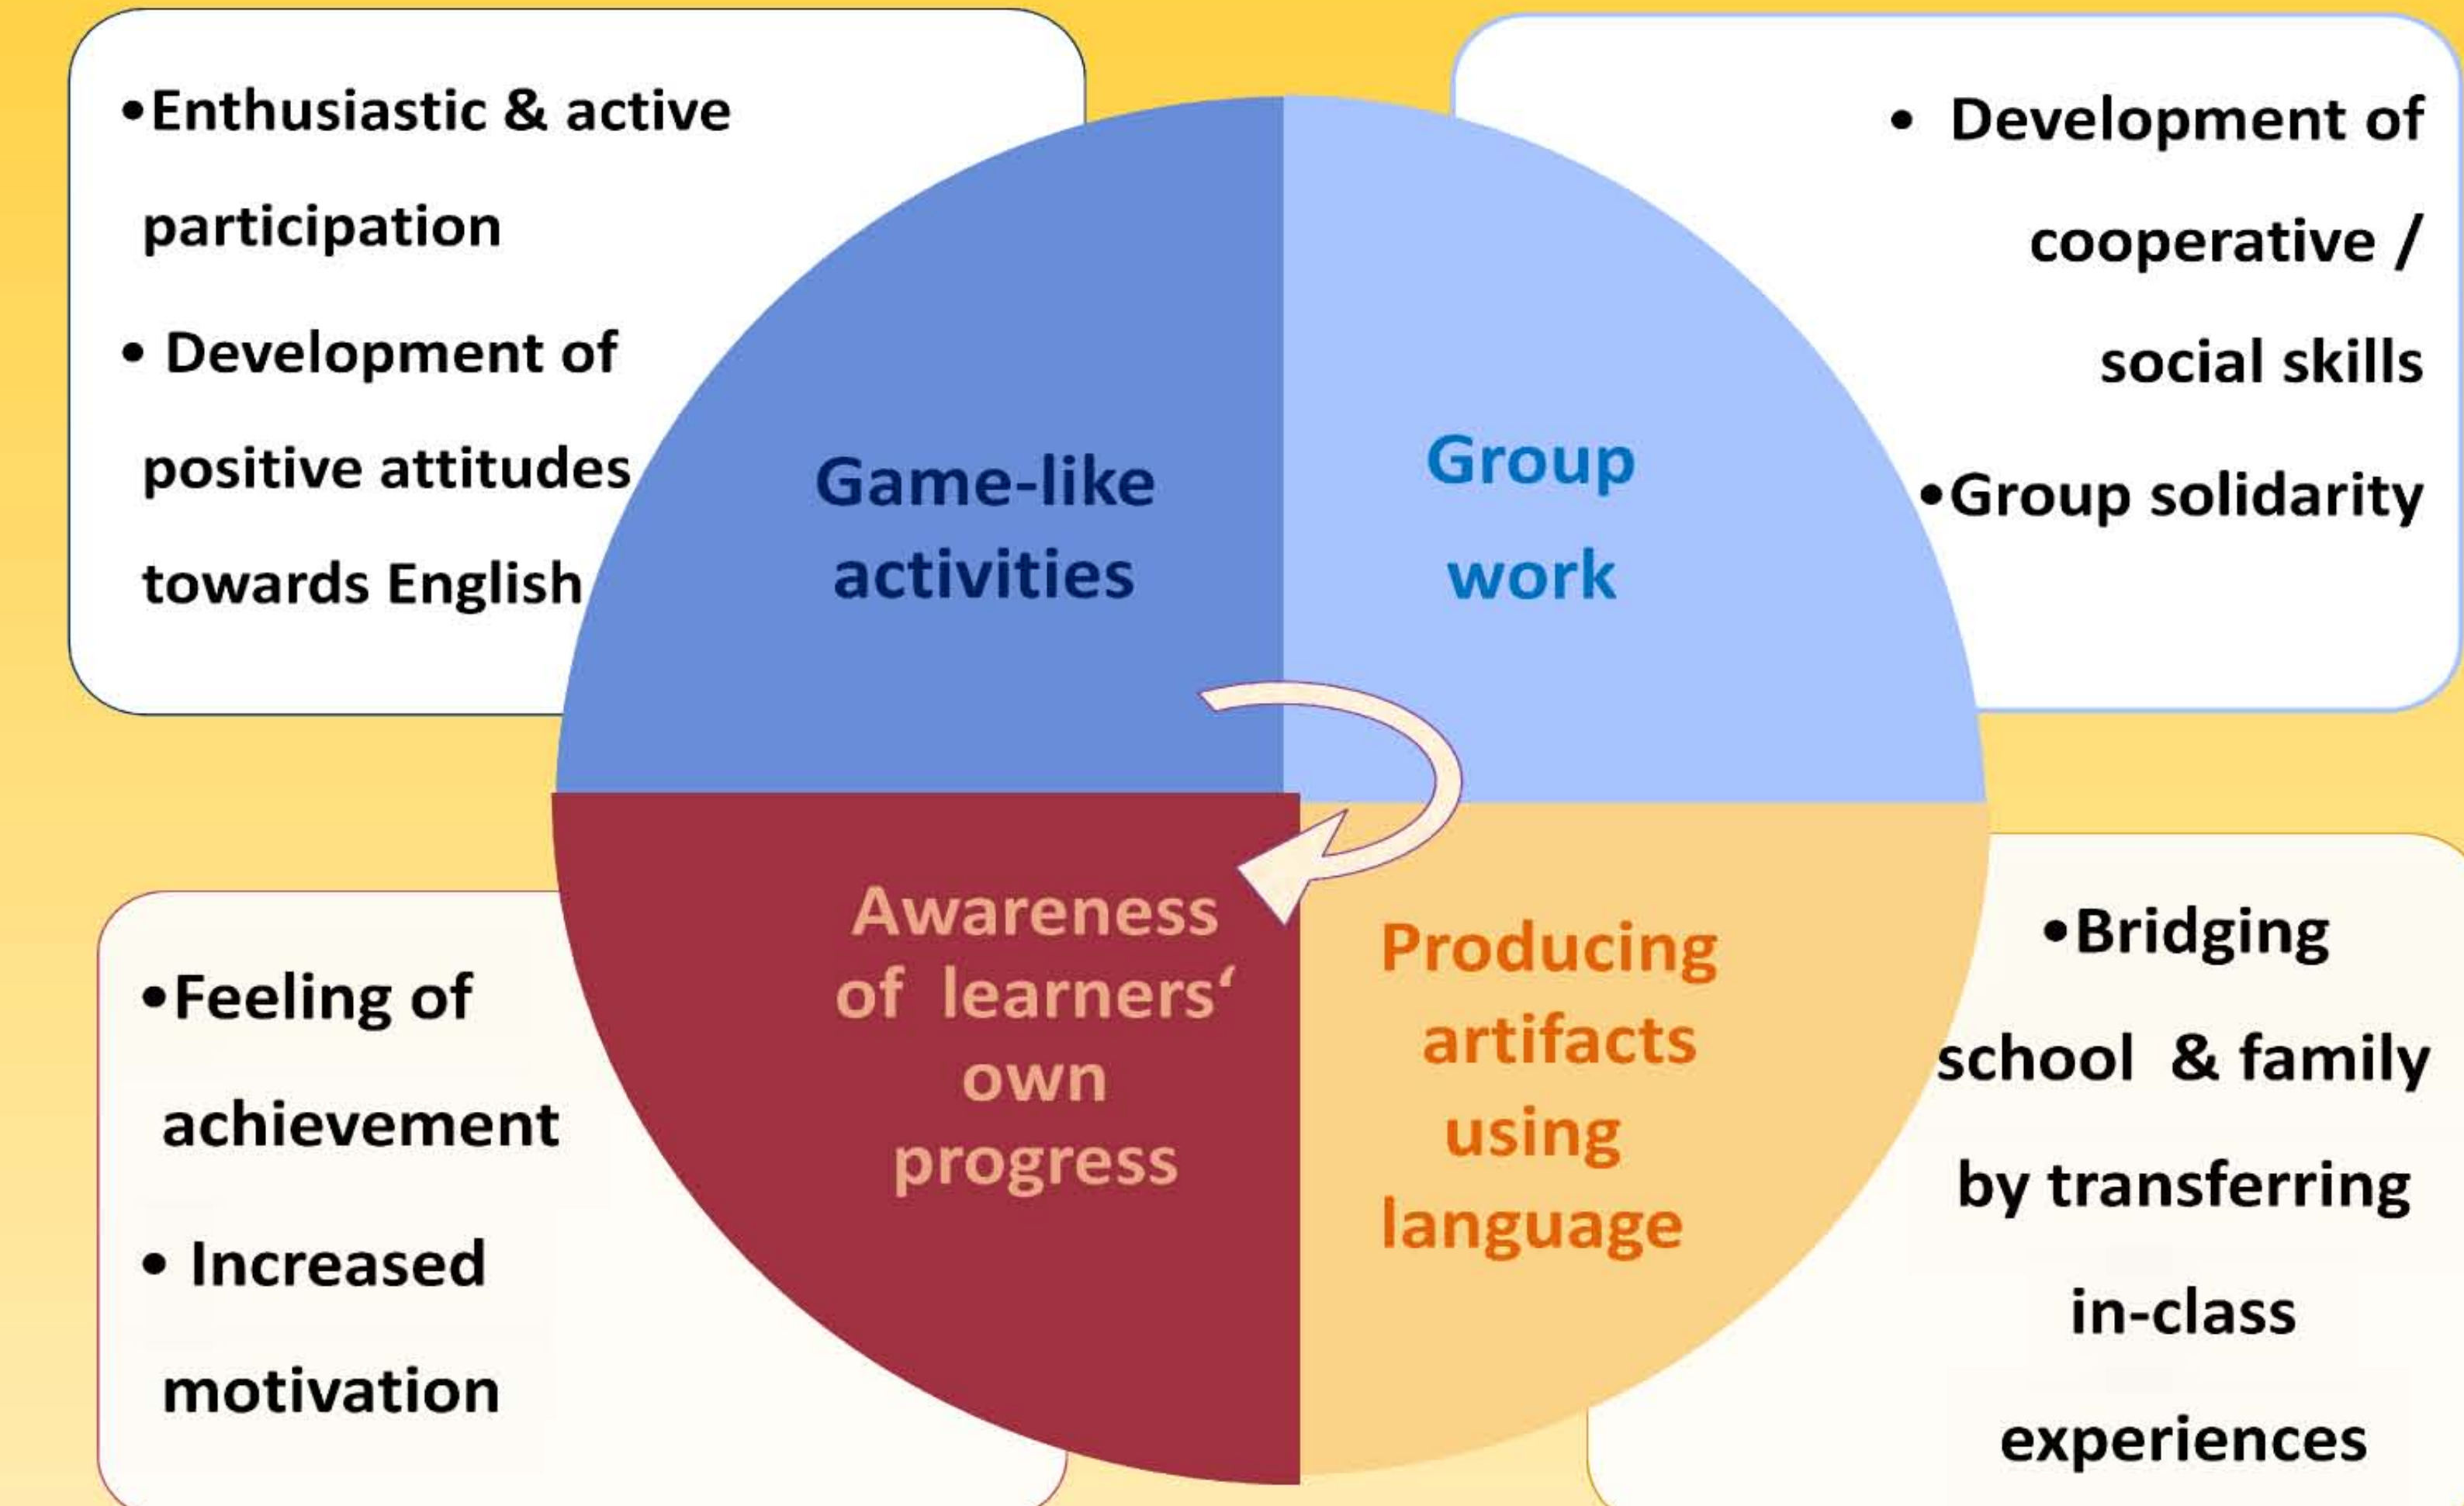 •Enthusiastic & active
participation
• Development of
positive attitudes
towards English
Game-like
activities
Group
work
• Development of
cooperative /
social skills
•Group solidarity
•Feeling of
achievement
• Increased
motivation
Awareness
of learners‘
own
progress
Producing
artifacts
using
language
•Bridging
school & family
by transferring
in-class
experiences